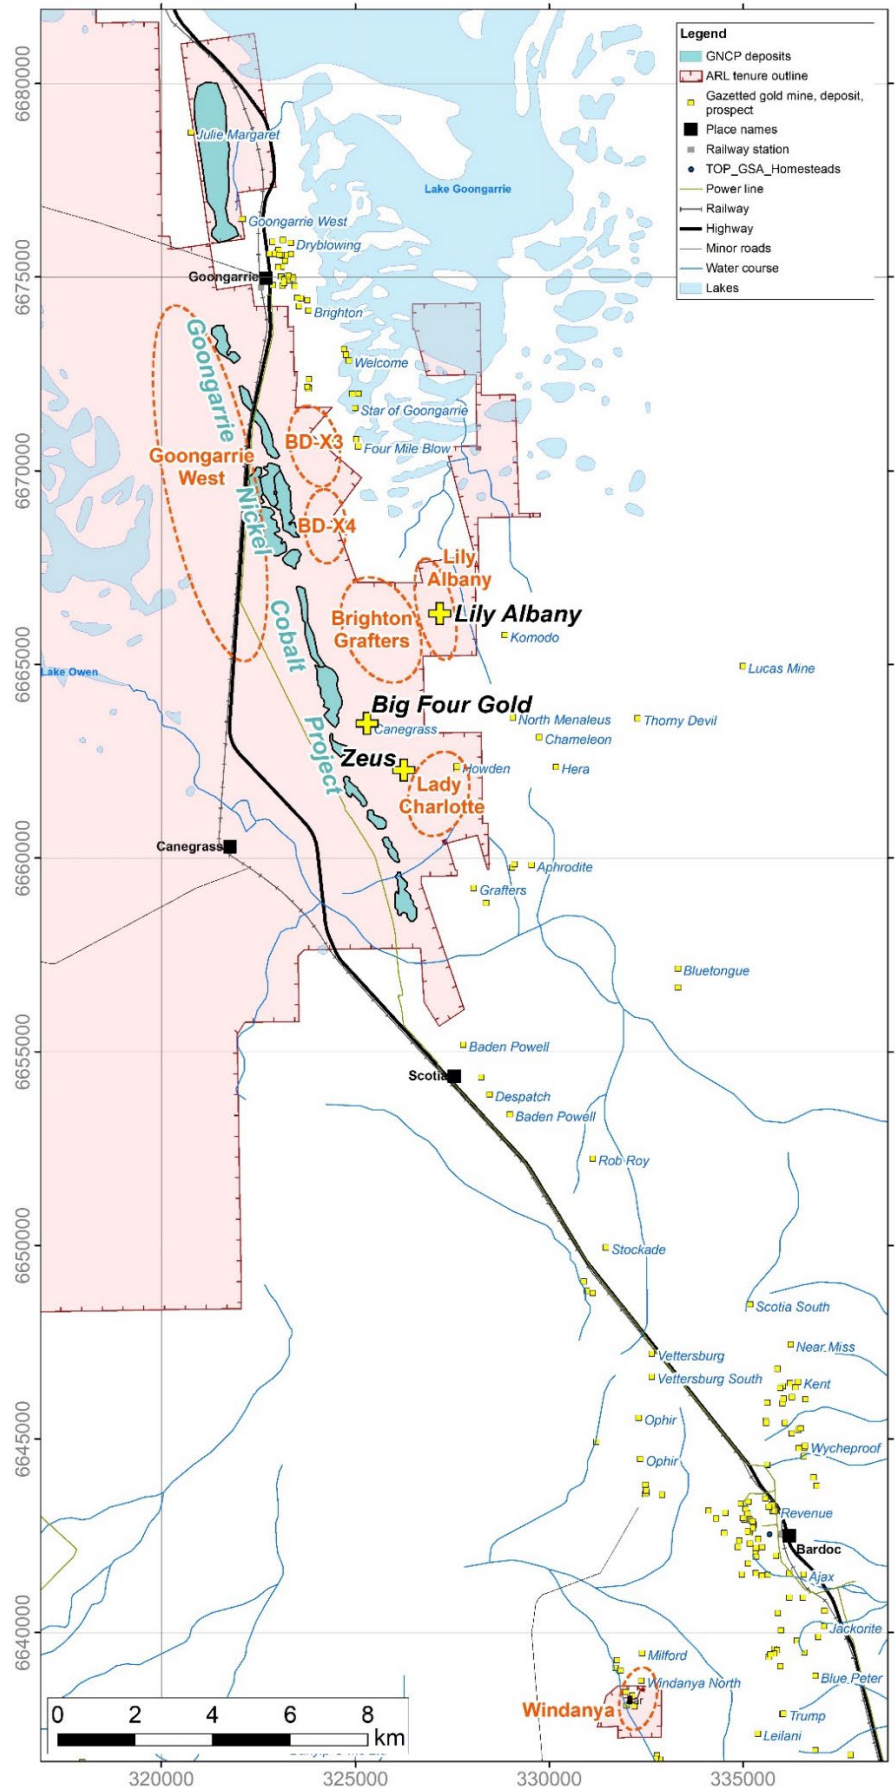 Legend
GNCP deposits
ARL tenure outline
Gazetted gold mine, deposit,
prospect
Place names
Railway station
TOP_GSA_Homesteads
Power line
Railway
Highway
Minor roads
Water course
Lakes
6680000
6675000
6670000
6665000
6660000
6655000
6650000
6645000
6640000
Julie Margaret
Lake Goongarrie
Goongarrie West
Dryblowing
Goongarrie
Brighton
Welcome
Star of Goongarrie
Four Mile Blow
Goongarrie
Nickel
Cobalt
Project
Goongarrie
West
BD-X3
BD-X4
Lily
Albany
Brighton
Grafters
Lily Albany
Komodo
Lake Owen
Lucas Mine
Big Four Gold
Canegrass
North Menaleus
Thorny Devil
Chameleon
Zeus
Howden
Hera
Lady
Charlotte
Canegrass
Aphrodite
Grafters
Bluetongue
Baden Powell
Scotia
Despatch
Baden Powell
Rob Roy
Stockade
Scotia South
Near Miss
Vettersburg
Vettersburg South
Kent
Ophir
Wycheproof
Ophir
Revenue
Bardoc
Ajax
Jackorite
Milford
Windanya North
Blue Peter
Windanya
Trump
Leilani
0 2 4 6 8
km
320000 325000 330000 335000